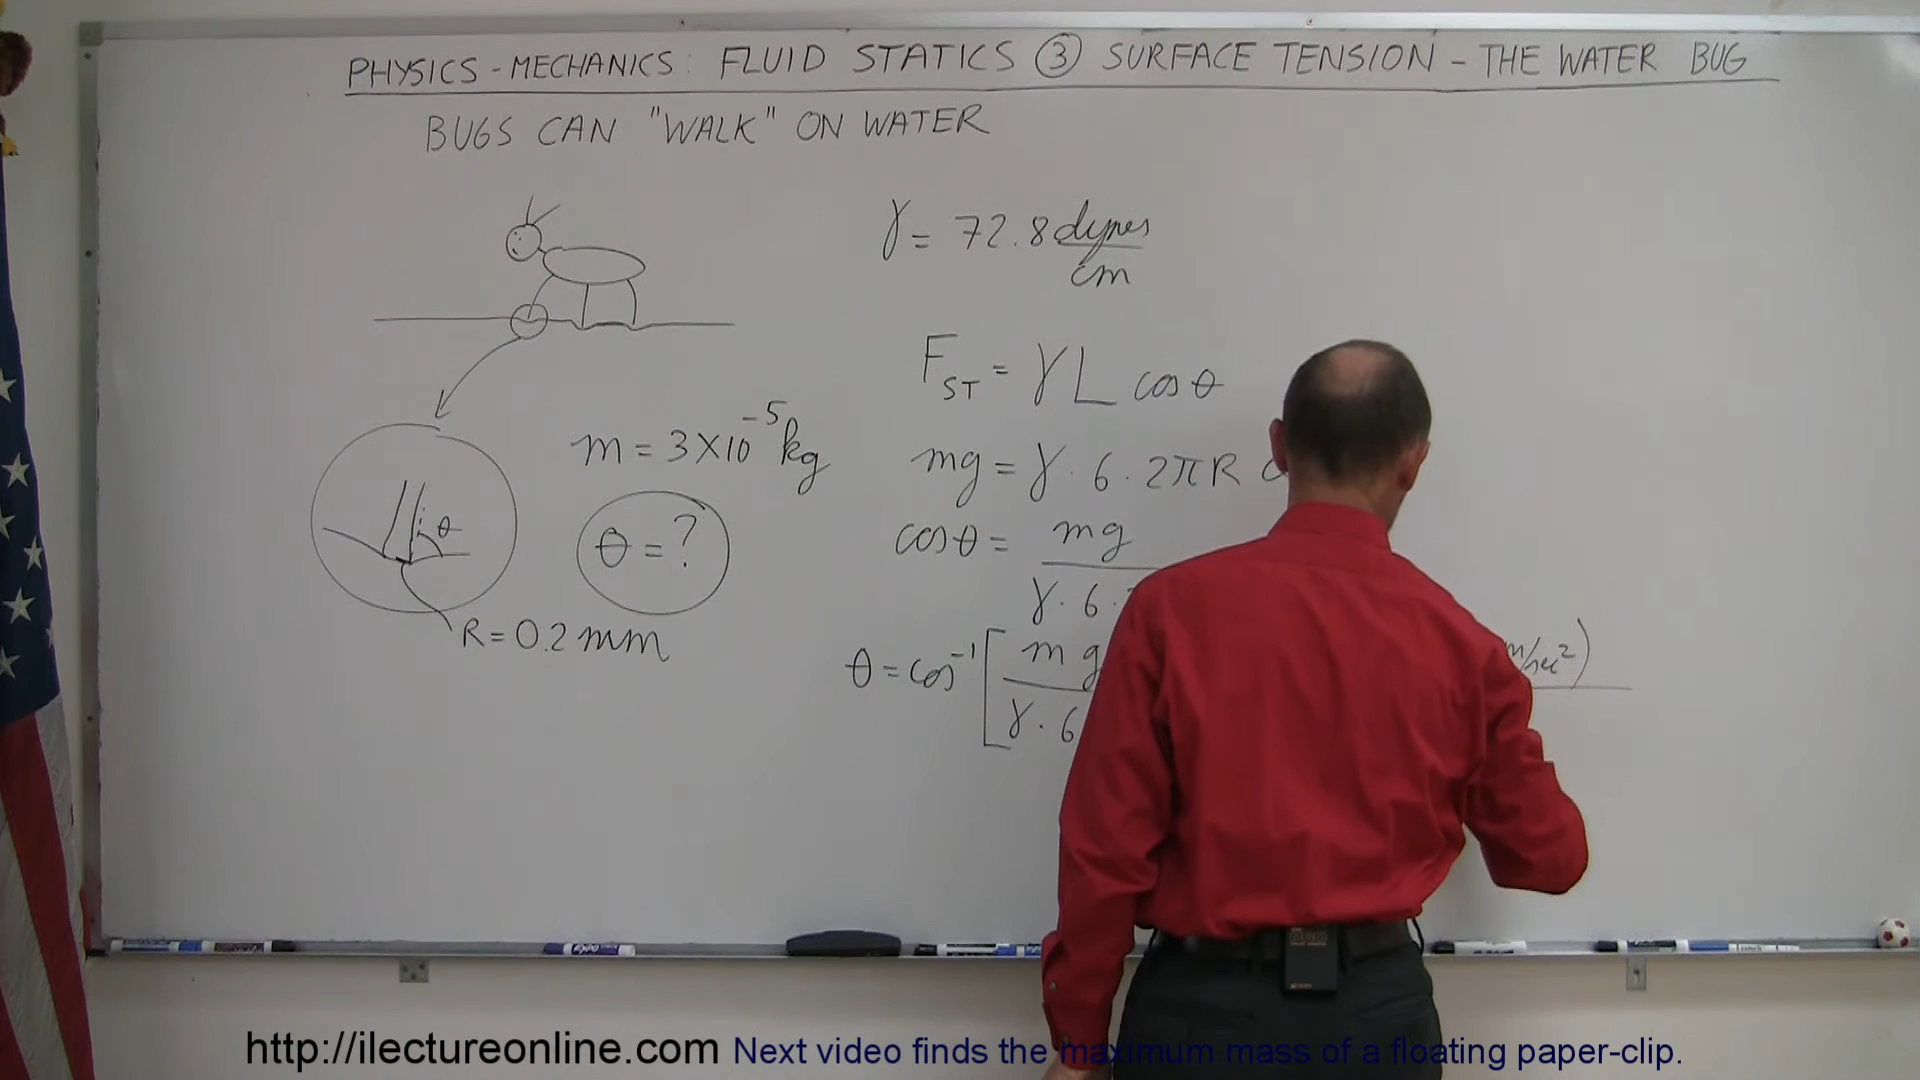 PHYSICS - MECHANICS: FLUID STATICS ③ SURFACE TENSION - THE WATER BUG
BUGS CAN "WALK" ON WATER
γ = 72.8 dynes/cm
F_ST = γ L cos θ
m = 3 × 10^-5 kg
mg = γ · 6 · 2πR
θ = ?
cos θ = mg / γ · 6 ·
R = 0.2 mm
θ = cos^-1 [ mg / γ · 6 m/sec^2)
http://ilectureonline.com Next video finds the maximum mass of a floating paper-clip.